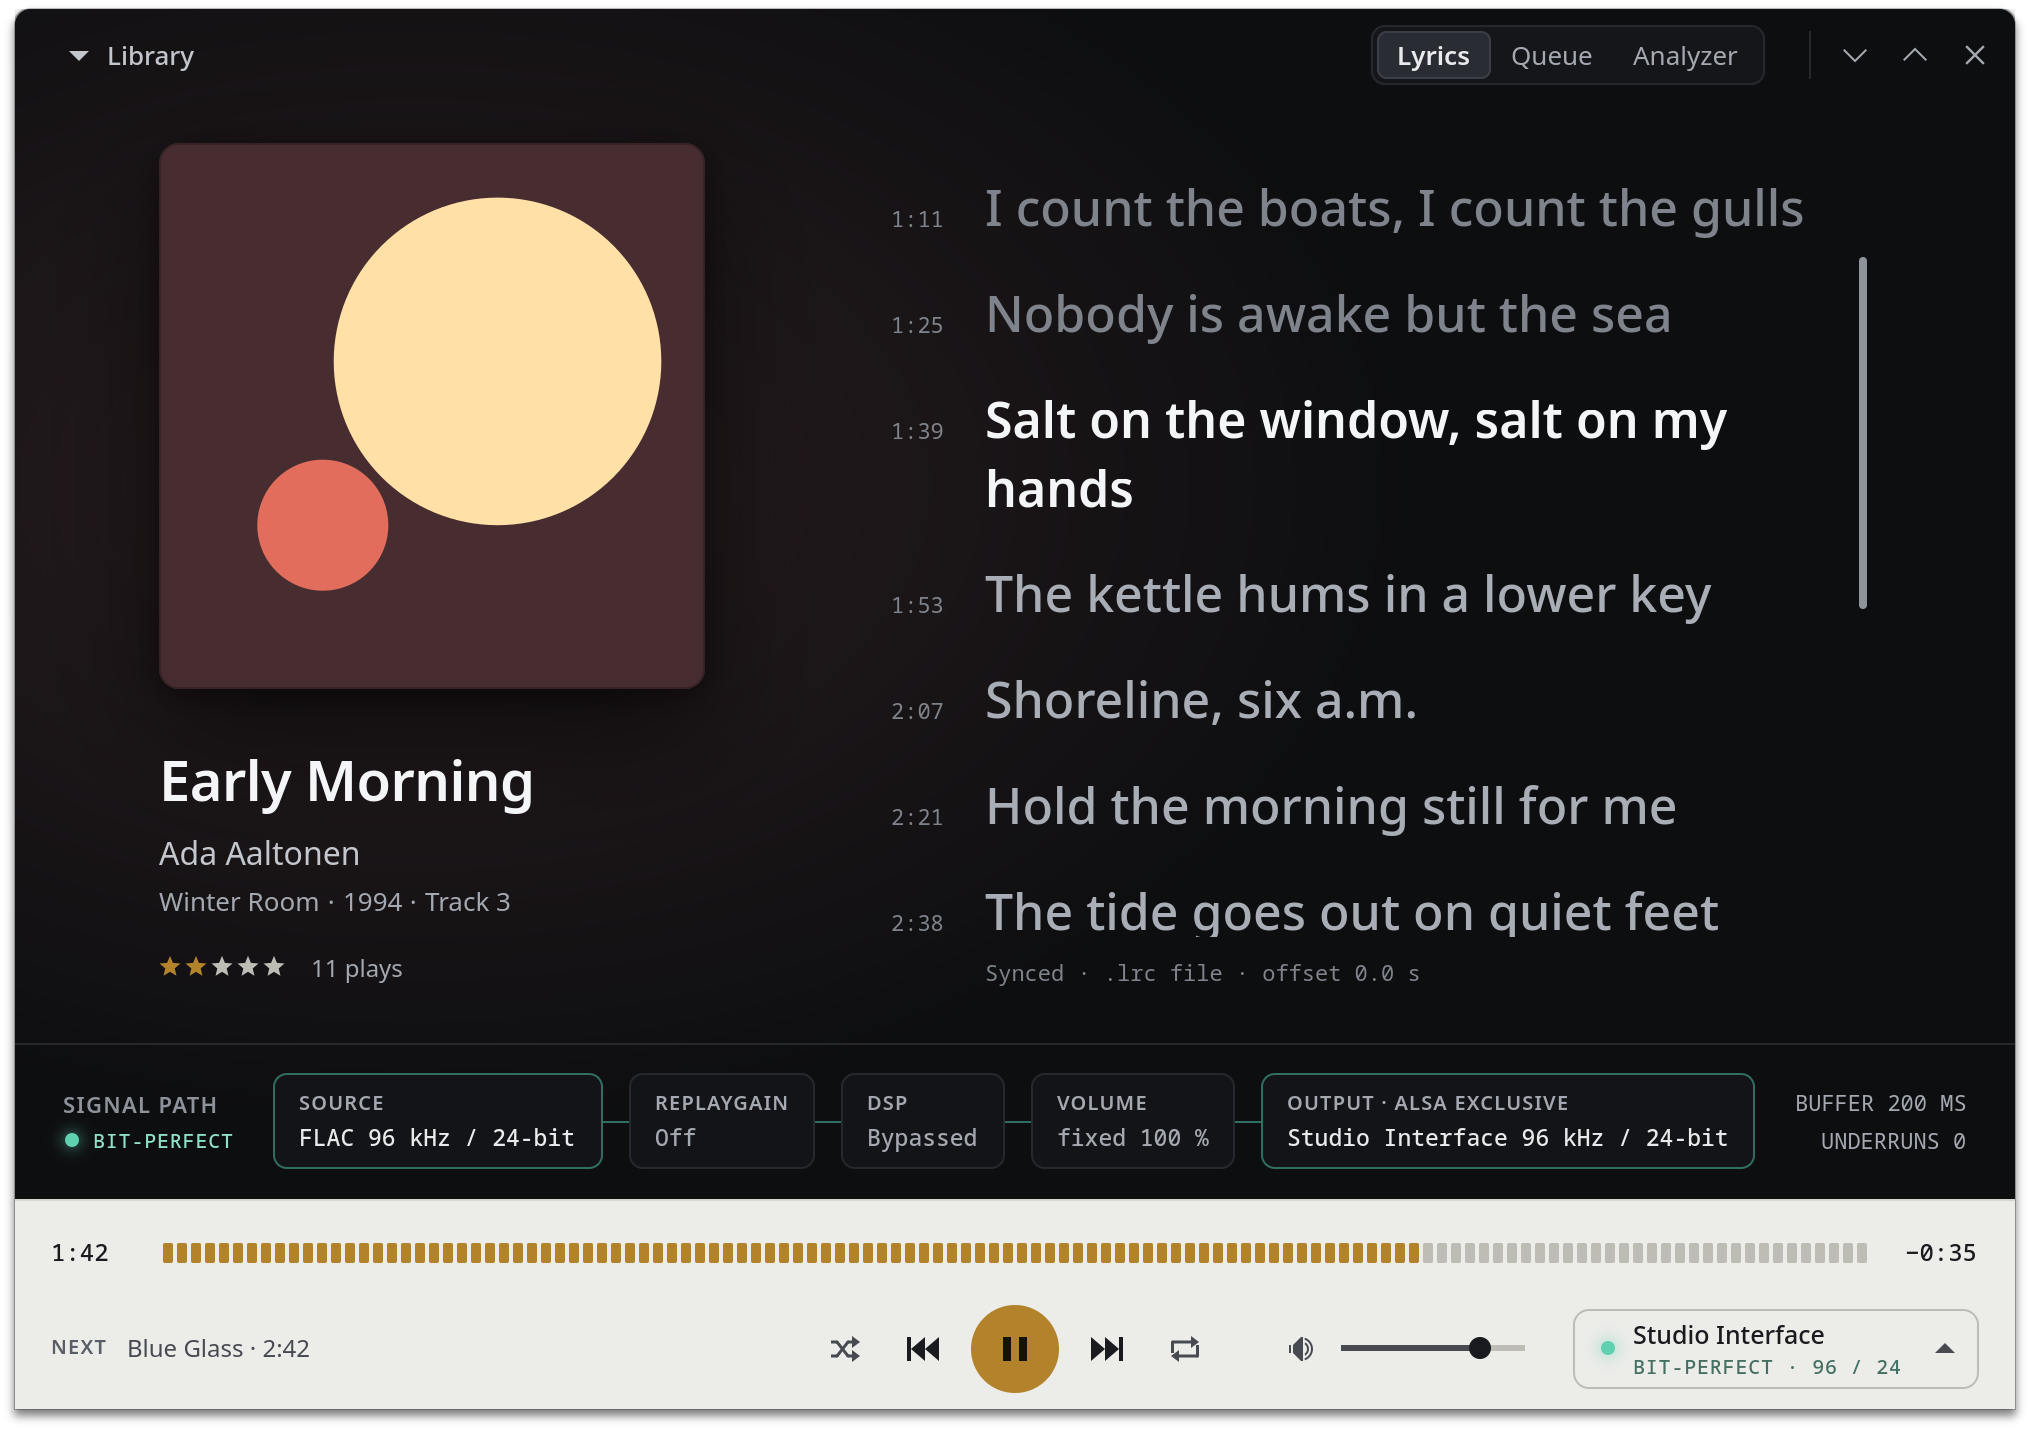 Library
Lyrics Queue Analyzer
1:11 I count the boats, I count the gulls
1:25 Nobody is awake but the sea
1:39 Salt on the window, salt on my
hands
1:53 The kettle hums in a lower key
2:07 Shoreline, six a.m.
2:21 Hold the morning still for me
2:38 The tide goes out on quiet feet
Synced · .lrc file · offset 0.0 s
Early Morning
Ada Aaltonen
Winter Room · 1994 · Track 3
11 plays
SIGNAL PATH
BIT-PERFECT
SOURCE
FLAC 96 kHz / 24-bit
REPLAYGAIN
Off
DSP
Bypassed
VOLUME
fixed 100 %
OUTPUT · ALSA EXCLUSIVE
Studio Interface 96 kHz / 24-bit
BUFFER 200 MS
UNDERRUNS 0
1:42
−0:35
NEXT Blue Glass · 2:42
Studio Interface
BIT-PERFECT · 96 / 24